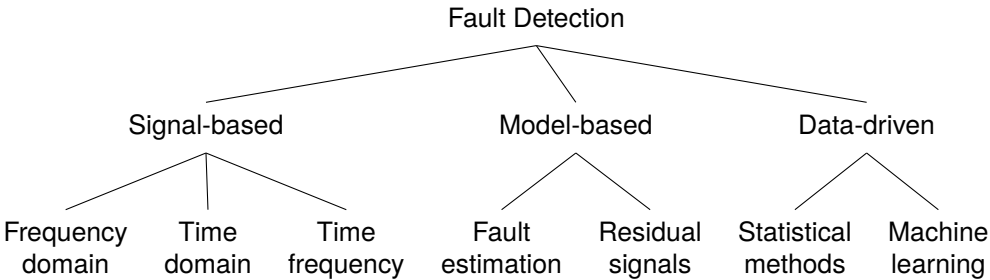 Fault Detection
Signal-based
Model-based
Data-driven
Frequency
domain
Time
domain
Time
frequency
Fault
estimation
Residual
signals
Statistical
methods
Machine
learning